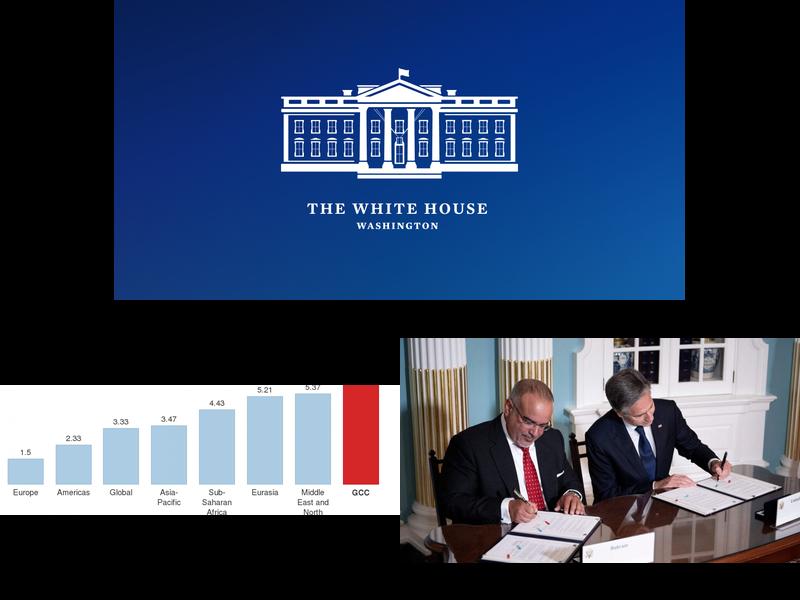 THE WHITE HOUSE
WASHINGTON
5.37
5.21
4.43
3.47
3.33
2.33
1.5
Europe
Americas
Global
Asia-
Pacific
Sub-
Saharan
Africa
Eurasia
Middle
East and
North
GCC
Bahrain